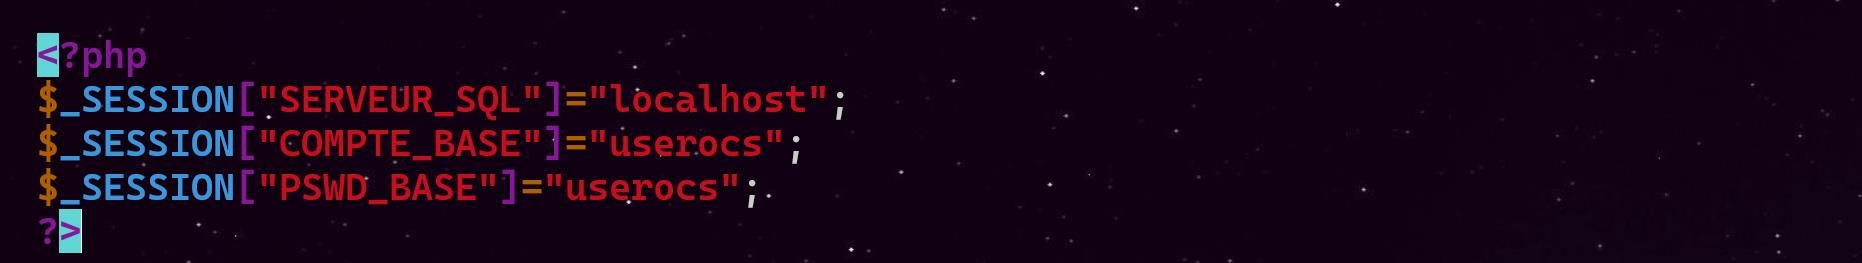 <?php
$_SESSION["SERVEUR_SQL"]="localhost";
$_SESSION["COMPTE_BASE"]="userocs";
$_SESSION["PSWD_BASE"]="userocs";
?>